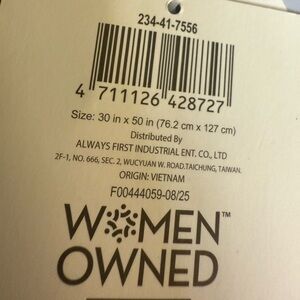 234-41-7556
4 711126 428727
Size: 30 in x 50 in (76.2 cm x 127 cm)
Distributed By
ALWAYS FIRST INDUSTRIAL ENT. CO., LTD
2F-1, NO. 666, SEC. 2, WUCYUAN W. ROAD.TAICHUNG, TAIWAN.
ORIGIN: VIETNAM
F00444059-08/25
WOMEN™
OWNED